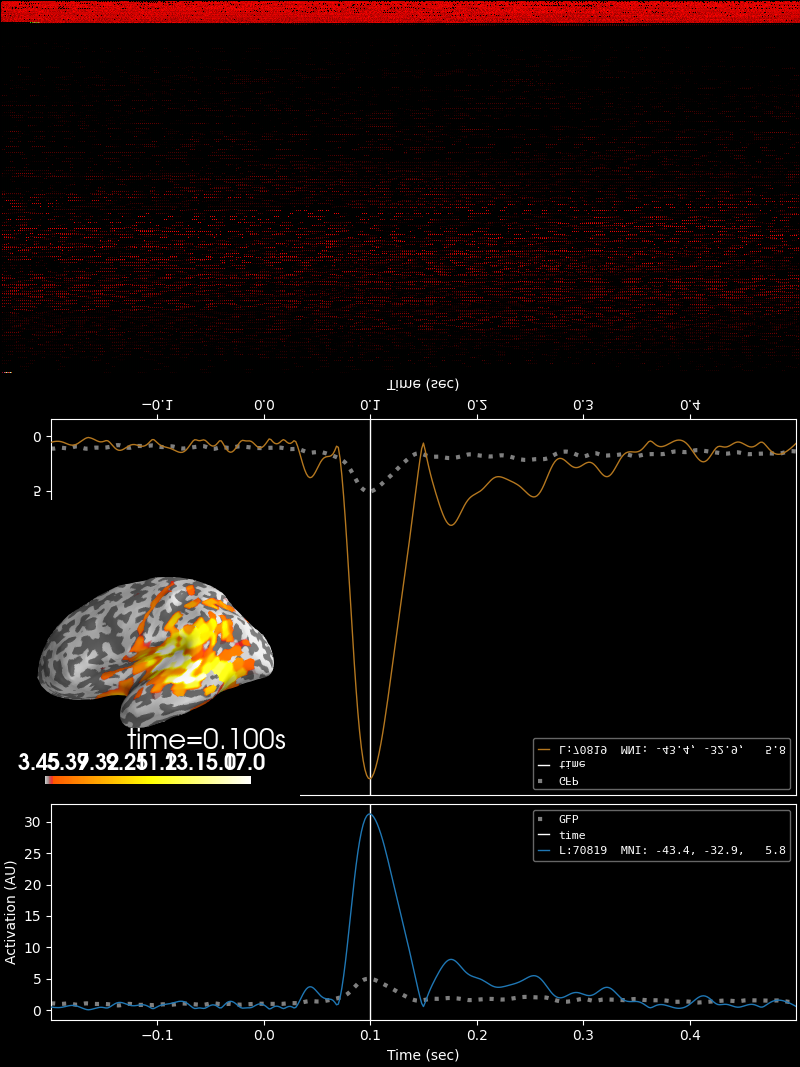 Time (sec)
−0.1 0.0 0.1 0.2 0.3 0.4
0
5
L:70819 MNI: -43.4, -32.9, 5.8
time
GFP
time=0.100s
30
25
20
15
10
5
0
Activation (AU)
GFP
time
L:70819 MNI: -43.4, -32.9, 5.8
−0.1 0.0 0.1 0.2 0.3 0.4
Time (sec)